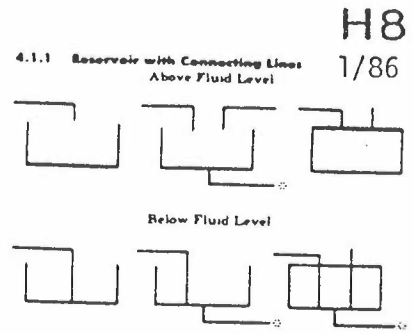 H8
1/86
4.1.1 Reservoir with Connecting Lines
Above Fluid Level
Below Fluid Level